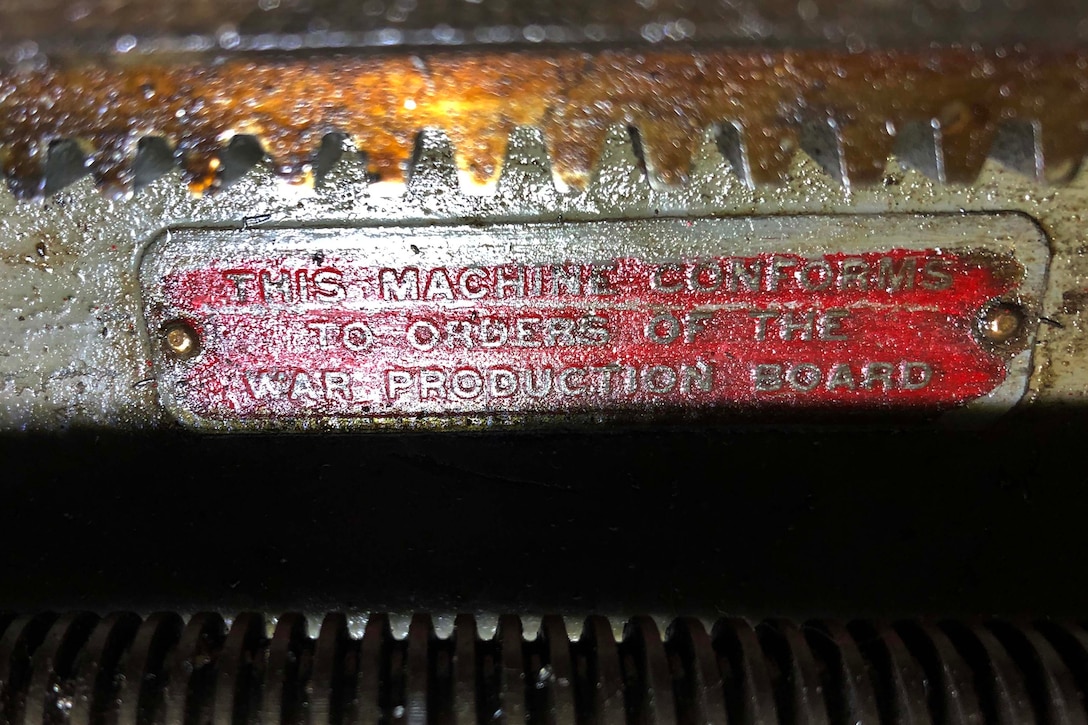 THIS MACHINE CONFORMS
TO ORDERS OF THE
WAR PRODUCTION BOARD